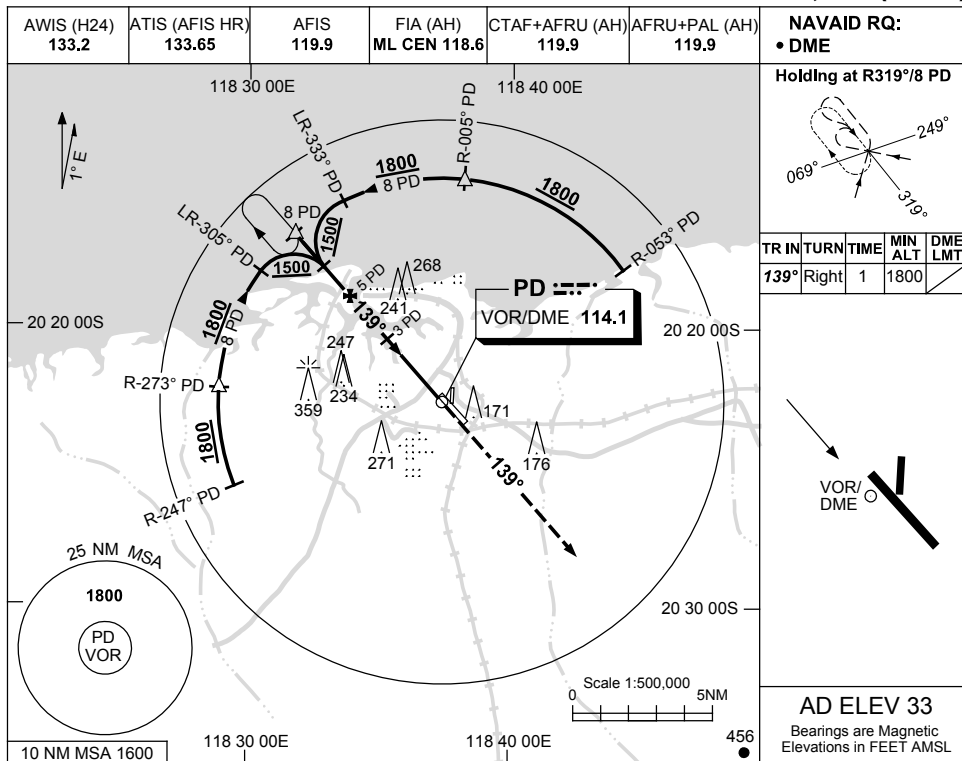 AWIS (H24)
133.2
ATIS (AFIS HR)
133.65
AFIS
119.9
FIA (AH)
ML CEN 118.6
CTAF+AFRU (AH)
119.9
AFRU+PAL (AH)
119.9
NAVAID RQ:
• DME
118 30 00E
118 40 00E
1° E
LR-333° PD
R-005° PD
1800
8 PD
1800
R-053° PD
LR-305° PD
8 PD
1500
1500
5 PD
268
241
PD
VOR/DME 114.1
20 20 00S
20 20 00S
1800
8 PD
139°
3 PD
247
234
R-273° PD
359
171
271
176
1800
139°
R-247° PD
25 NM MSA
1800
PD
VOR
20 30 00S
Scale 1:500,000
0
5NM
10 NM MSA 1600
118 30 00E
118 40 00E
456
Holding at R319°/8 PD
249°
069°
319°
TR IN TURN TIME MIN ALT DME LMT
139° Right 1 1800
VOR/
DME
AD ELEV 33
Bearings are Magnetic
Elevations in FEET AMSL